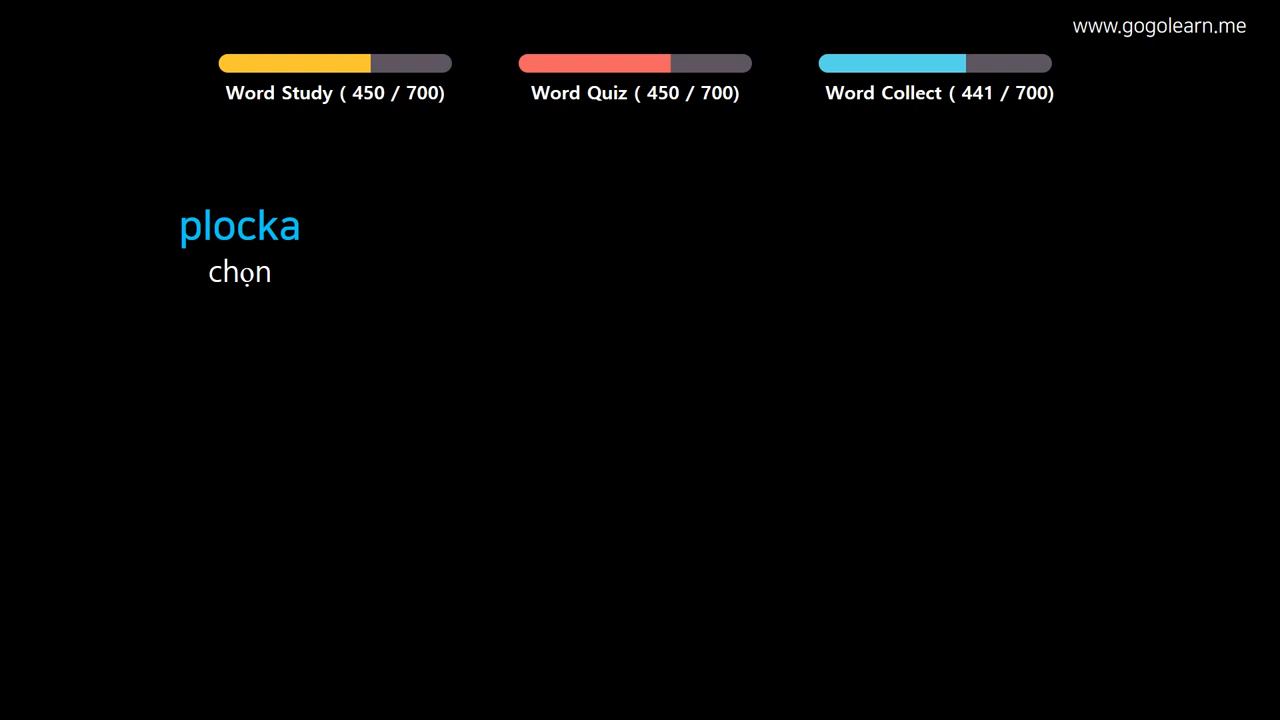 www.gogolearn.me
Word Study ( 450 / 700)
Word Quiz ( 450 / 700)
Word Collect ( 441 / 700)
plocka
chọn